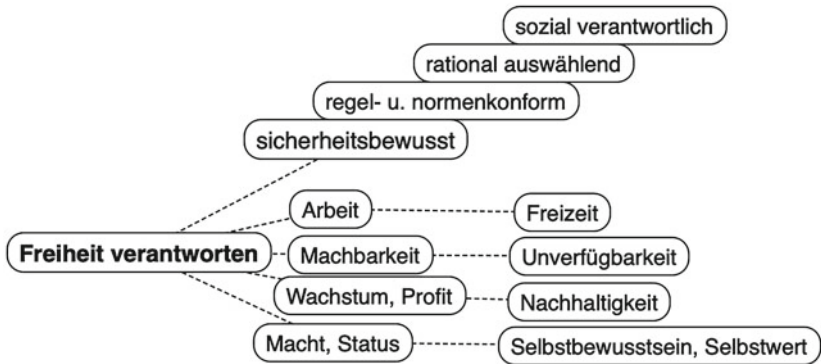 sozial verantwortlich
rational auswählend
regel- u. normenkonform
sicherheitsbewusst
Arbeit
Freizeit
Freiheit verantworten
Machbarkeit
Unverfügbarkeit
Wachstum, Profit
Nachhaltigkeit
Macht, Status
Selbstbewusstsein, Selbstwert